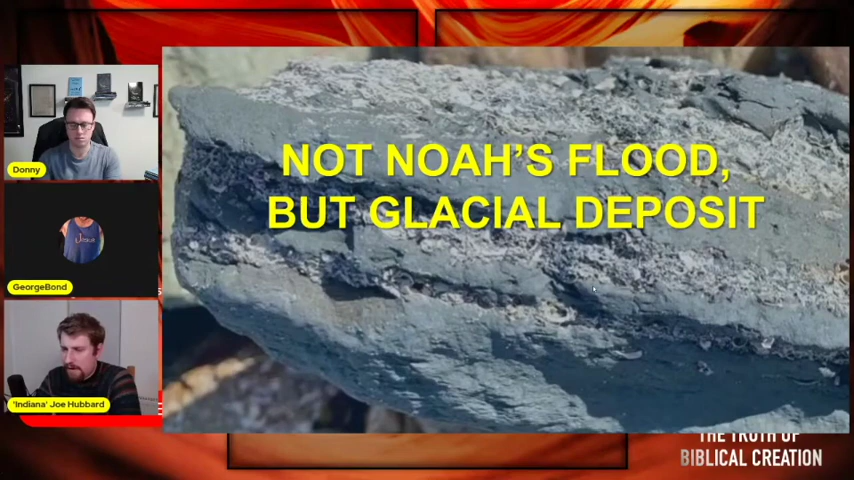 Donny
GeorgeBond
'Indiana' Joe Hubbard
NOT NOAH'S FLOOD,
BUT GLACIAL DEPOSIT
THE TRUTH OF
BIBLICAL CREATION